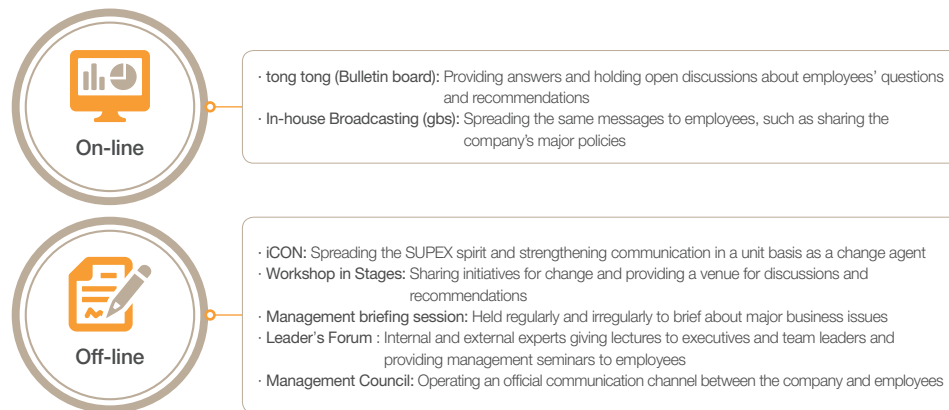 On-line
· tong tong (Bulletin board): Providing answers and holding open discussions about employees’ questions
and recommendations
· In-house Broadcasting (gbs): Spreading the same messages to employees, such as sharing the
company’s major policies
Off-line
· iCON: Spreading the SUPEX spirit and strengthening communication in a unit basis as a change agent
· Workshop in Stages: Sharing initiatives for change and providing a venue for discussions and
recommendations
· Management briefing session: Held regularly and irregularly to brief about major business issues
· Leader’s Forum : Internal and external experts giving lectures to executives and team leaders and
providing management seminars to employees
· Management Council: Operating an official communication channel between the company and employees